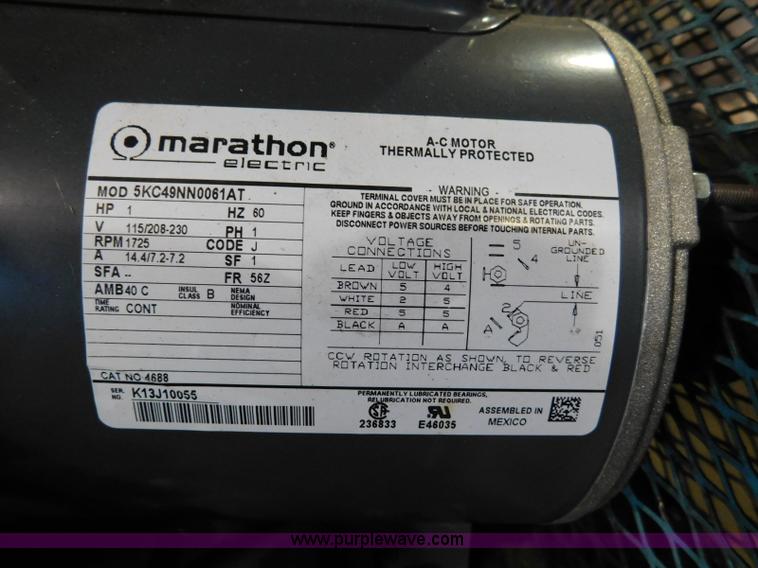 marathon®
electric
A-C MOTOR
THERMALLY PROTECTED
MOD 5KC49NN0061AT
HP 1 HZ 60
V 115/208-230 PH 1
RPM 1725 CODE J
A 14.4/7.2-7.2 SF 1
SFA -- FR 56Z
AMB 40 C INSUL CLASS B NEMA DESIGN
TIME RATING CONT NOMINAL EFFICIENCY
CAT NO 4688
SER. NO. K13J10055
WARNING
TERMINAL COVER MUST BE IN PLACE FOR SAFE OPERATION.
GROUND IN ACCORDANCE WITH LOCAL & NATIONAL ELECTRICAL CODES.
KEEP FINGERS & OBJECTS AWAY FROM OPENINGS & ROTATING PARTS.
DISCONNECT POWER SOURCES BEFORE TOUCHING INTERNAL PARTS.
VOLTAGE
CONNECTIONS
LEAD LOW VOLT HIGH VOLT
BROWN 5 4
WHITE 2 5
RED 5 5
BLACK A A
5
4
UN-
GROUNDED
LINE
LINE
2
A
051
CCW ROTATION AS SHOWN, TO REVERSE
ROTATION INTERCHANGE BLACK & RED
PERMANENTLY LUBRICATED BEARINGS,
RELUBRICATION NOT REQUIRED.
236833 E46035
ASSEMBLED IN
MEXICO
www.purplewave.com